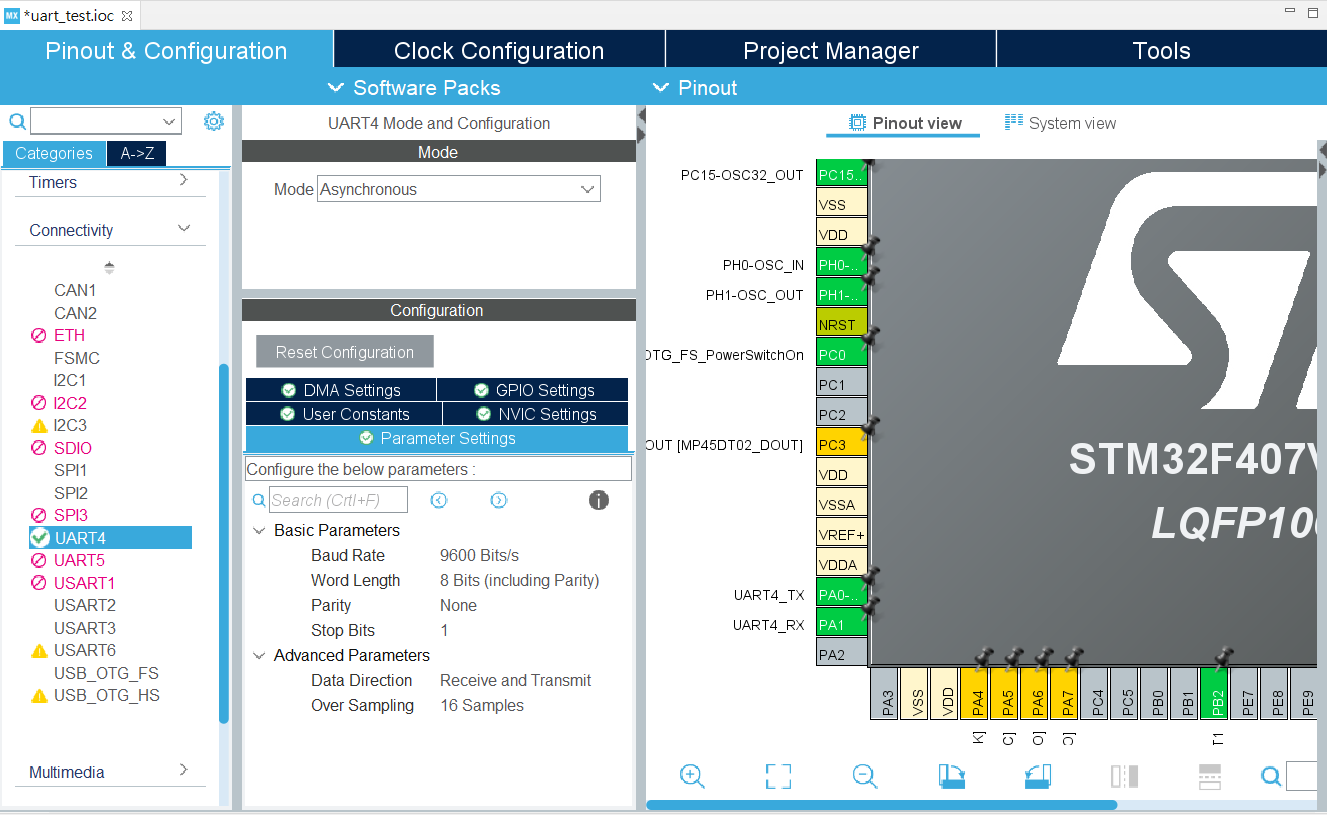 MX *uart_test.ioc
Pinout & Configuration
Clock Configuration
Project Manager
Tools
Software Packs
Pinout
Categories
A->Z
Timers
Connectivity
CAN1
CAN2
ETH
FSMC
I2C1
I2C2
I2C3
SDIO
SPI1
SPI2
SPI3
UART4
UART5
USART1
USART2
USART3
USART6
USB_OTG_FS
USB_OTG_HS
Multimedia
UART4 Mode and Configuration
Mode
Mode Asynchronous
Configuration
Reset Configuration
DMA Settings
GPIO Settings
User Constants
NVIC Settings
Parameter Settings
Configure the below parameters :
Search (CrtI+F)
Basic Parameters
Baud Rate 9600 Bits/s
Word Length 8 Bits (including Parity)
Parity None
Stop Bits 1
Advanced Parameters
Data Direction Receive and Transmit
Over Sampling 16 Samples
Pinout view
System view
PC15-OSC32_OUT PC15..
VSS
VDD
PH0-OSC_IN PH0-..
PH1-OSC_OUT PH1-..
NRST
OTG_FS_PowerSwitchOn PC0
PC1
PC2
OUT [MP45DT02_DOUT] PC3
VDD
VSSA
VREF+
VDDA
UART4_TX PA0-..
UART4_RX PA1
PA2
STM32F407V
LQFP100
PA3
VSS
VDD
PA4
PA5
PA6
PA7
PC4
PC5
PB0
PB1
PB2
PE7
PE8
PE9
K]
C]
O]
C]
T1